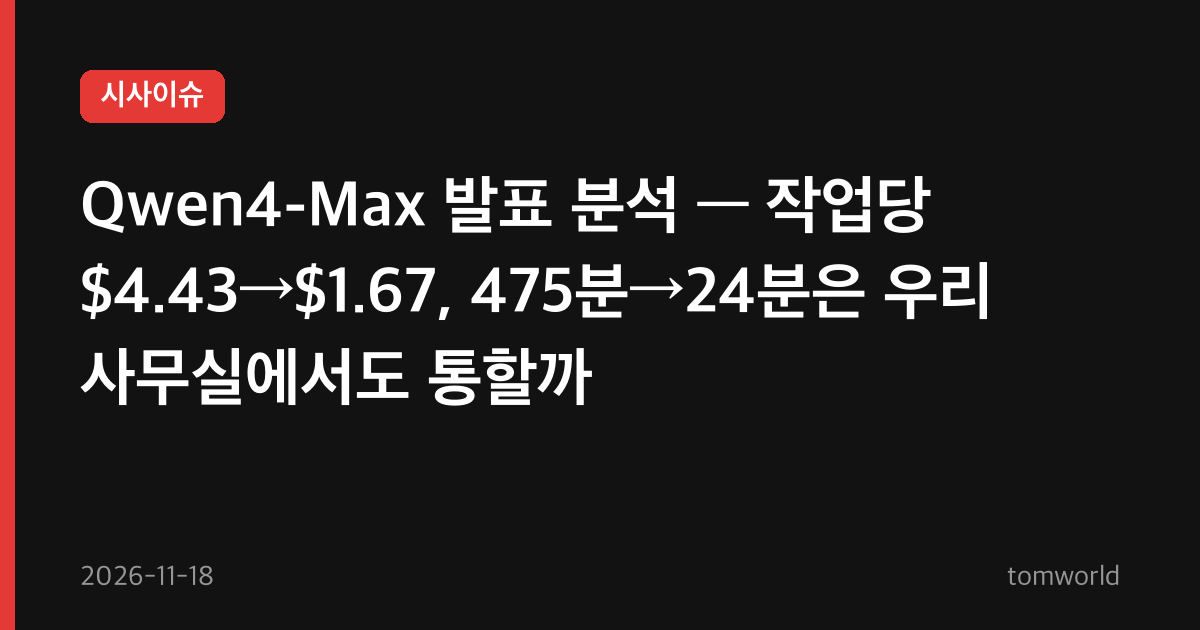 시사이슈
Qwen4-Max 발표 분석 — 작업당
$4.43→$1.67, 475분→24분은 우리
사무실에서도 통할까
2026-11-18
tomworld